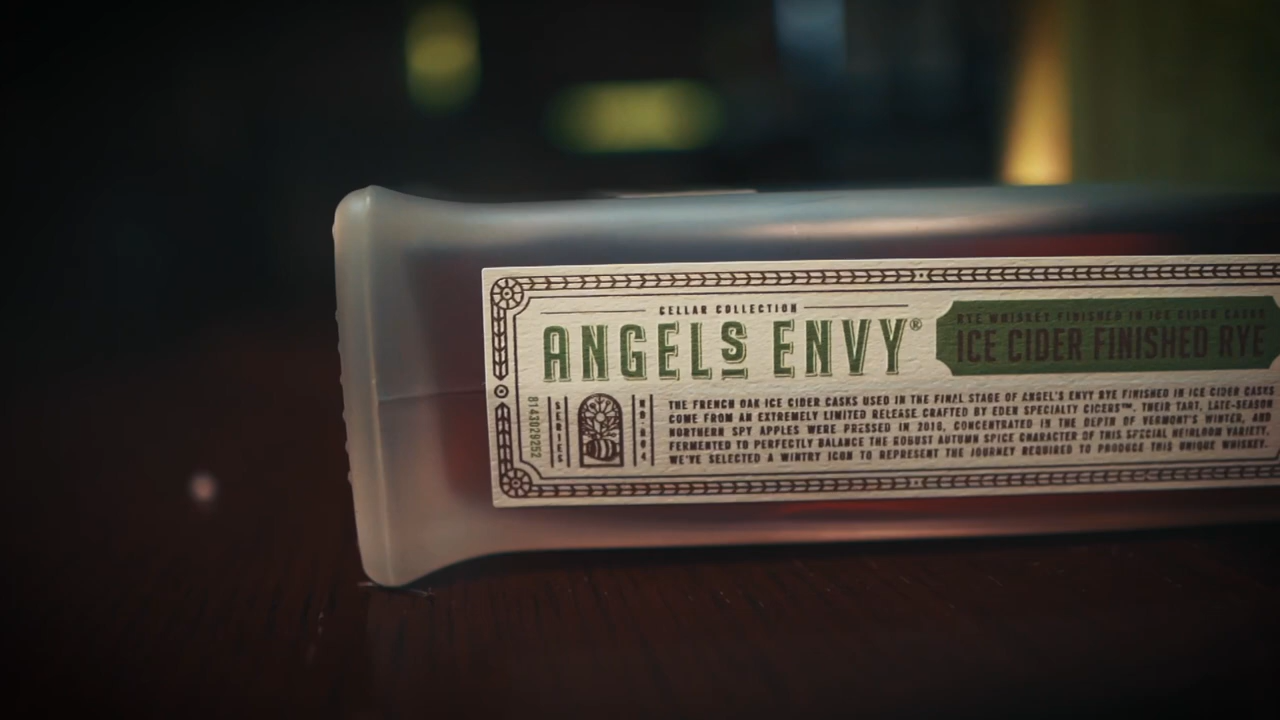 CELLAR COLLECTION
ANGEL'S ENVY®
RYE WHISKEY FINISHED IN ICE CIDER CASKS
ICE CIDER FINISHED RYE
8143029252
SERIES
NO. 004
THE FRENCH OAK ICE CIDER CASKS USED IN THE FINAL STAGE OF ANGEL'S ENVY RYE FINISHED IN ICE CIDER CASKS
COME FROM AN EXTREMELY LIMITED RELEASE CRAFTED BY EDEN SPECIALTY CIDERS™, THEIR TART, LATE-SEASON
NORTHERN SPY APPLES WERE PRESSED IN 2018, CONCENTRATED IN THE DEPTH OF VERMONT'S WINTER, AND
FERMENTED TO PERFECTLY BALANCE THE ROBUST AUTUMN SPICE CHARACTER OF THIS SPECIAL HEIRLOOM VARIETY.
WE'VE SELECTED A WINTRY ICON TO REPRESENT THE JOURNEY REQUIRED TO PRODUCE THIS UNIQUE WHISKEY.